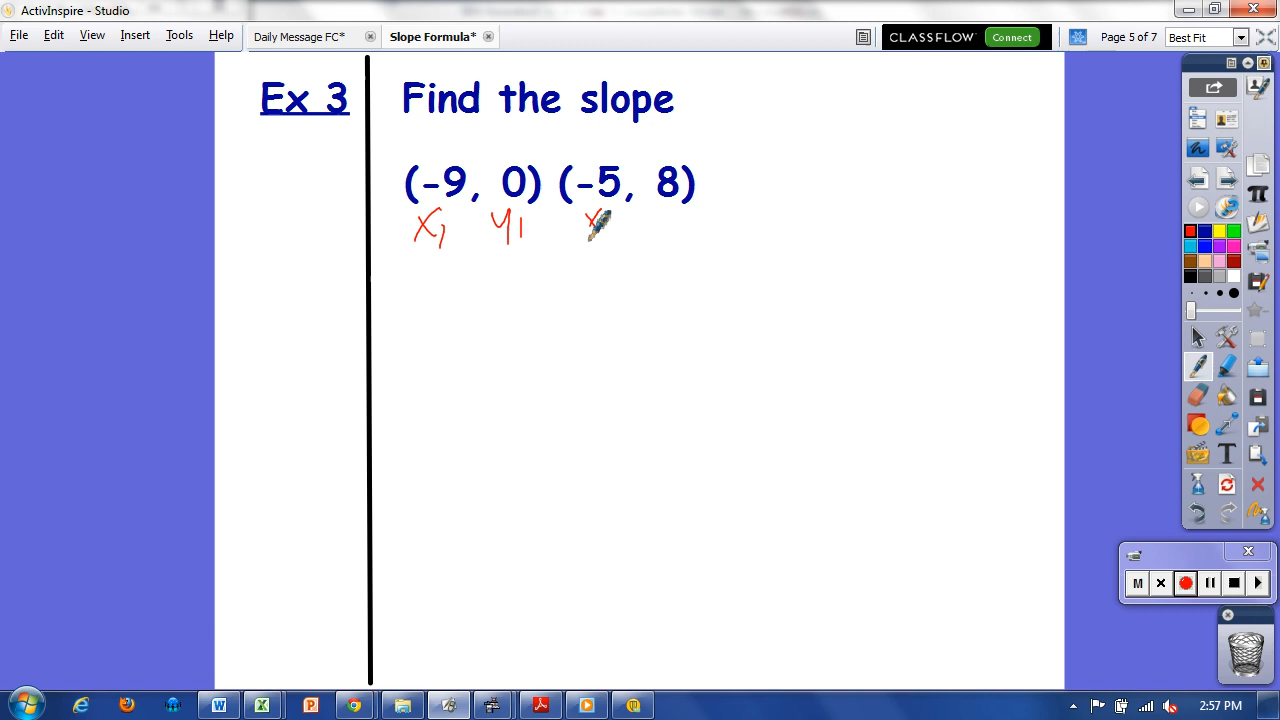 ActivInspire - Studio
File Edit View Insert Tools Help
Daily Message FC*
Slope Formula*
CLASSFLOW
Connect
Page 5 of 7
Best Fit
Ex 3
Find the slope
(-9, 0) (-5, 8)
x₁ y₁ x
M
2:57 PM